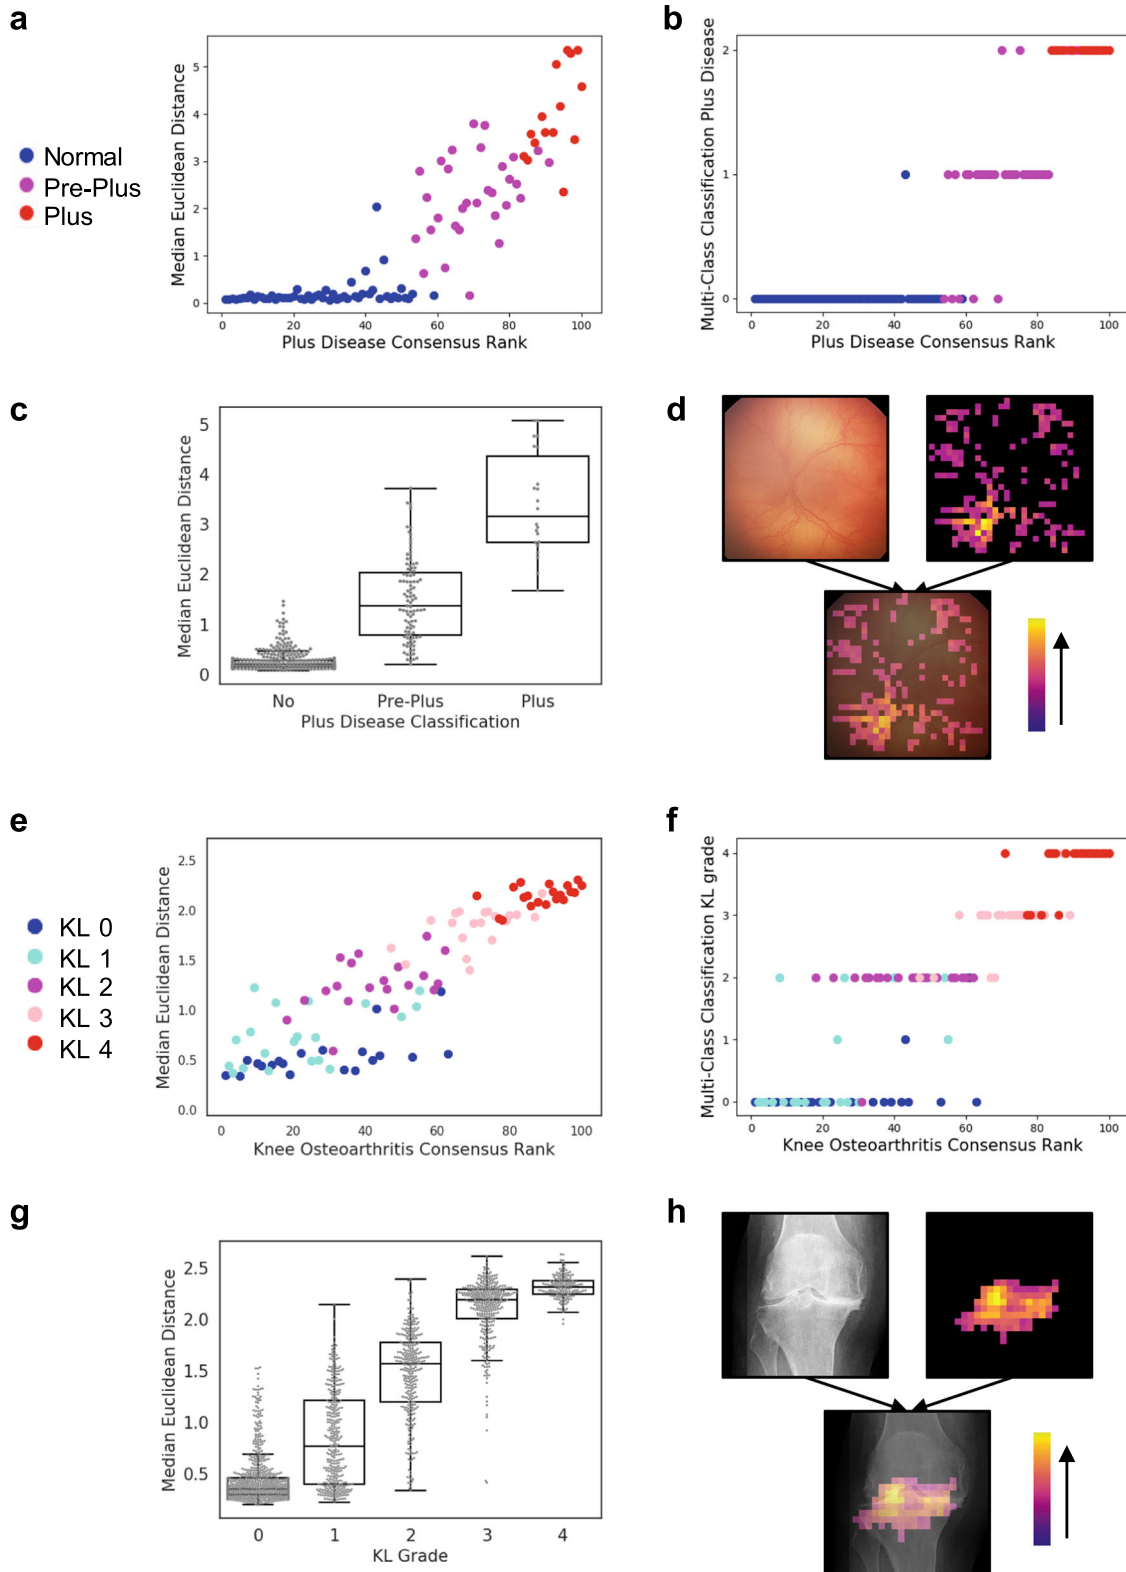 a
Median Euclidean Distance
5
4
3
2
1
0
0 20 40 60 80 100
Plus Disease Consensus Rank
Normal
Pre-Plus
Plus
b
Multi-Class Classification Plus Disease
2
1
0
0 20 40 60 80 100
Plus Disease Consensus Rank
c
Median Euclidean Distance
5
4
3
2
1
0
No Pre-Plus Plus
Plus Disease Classification
d
e
Median Euclidean Distance
2.5
2.0
1.5
1.0
0.5
0.0
0 20 40 60 80 100
Knee Osteoarthritis Consensus Rank
KL 0
KL 1
KL 2
KL 3
KL 4
f
Multi-Class Classification KL grade
4
3
2
1
0
0 20 40 60 80 100
Knee Osteoarthritis Consensus Rank
g
Median Euclidean Distance
2.5
2.0
1.5
1.0
0.5
0 1 2 3 4
KL Grade
h